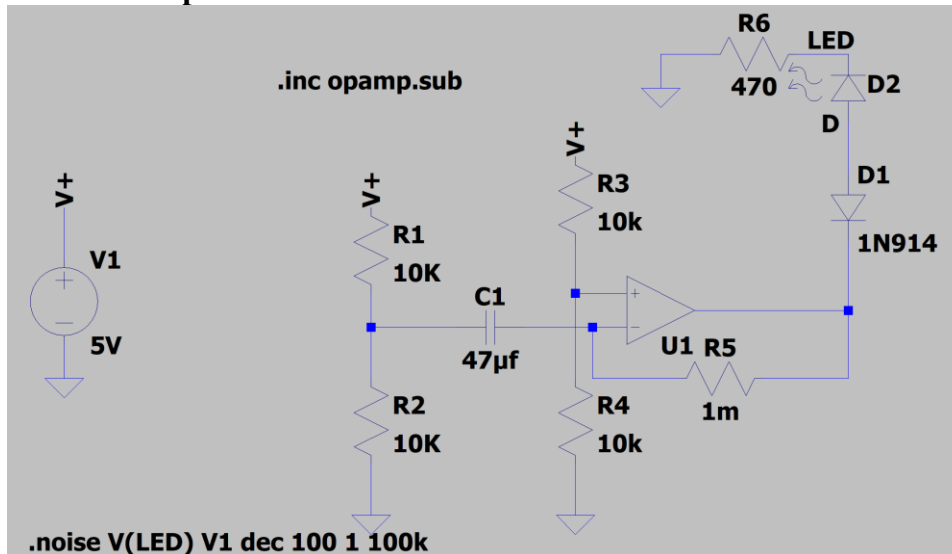 R6
LED
470
D2
D
.inc opamp.sub
V+
V+
V+
D1
R3
10k
1N914
R1
10K
V1
5V
C1
47µf
U1
R5
1m
R2
10K
R4
10k
.noise V(LED) V1 dec 100 1 100k